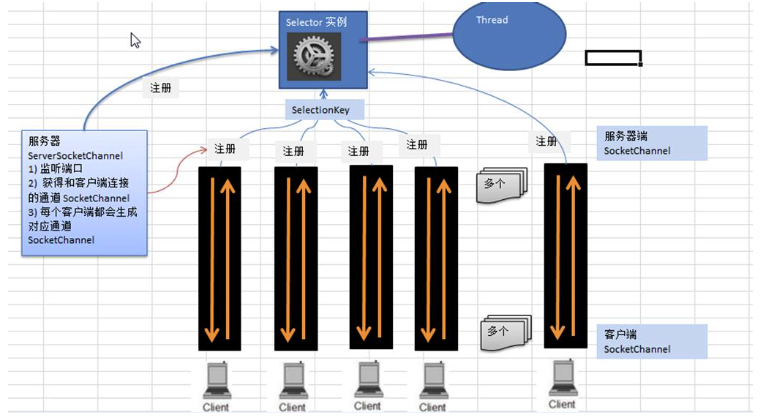 Selector 实例
Thread
注册
SelectionKey
服务器
ServerSocketChannel
1) 监听端口
2) 获得和客户端连接
的通道 SocketChannel
3) 每个客户端都会生成
对应通道
SocketChannel
注册
注册
注册
注册
注册
服务器端
SocketChannel
多个
多个
客户端
SocketChannel
Client
Client
Client
Client
Client